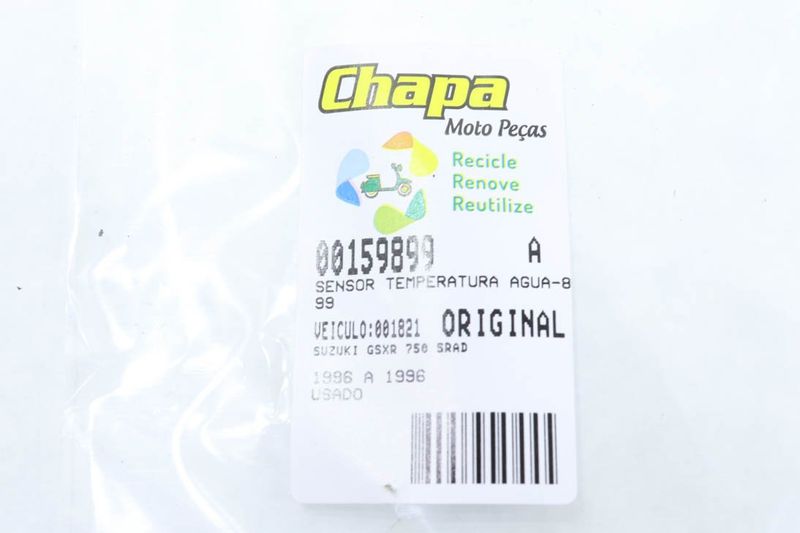 Chapa
Moto Peças
Recicle
Renove
Reutilize
00159899 A
SENSOR TEMPERATURA AGUA-8
99
VEICULO:001821 ORIGINAL
SUZUKI GSXR 750 SRAD
1996 A 1996
USADO